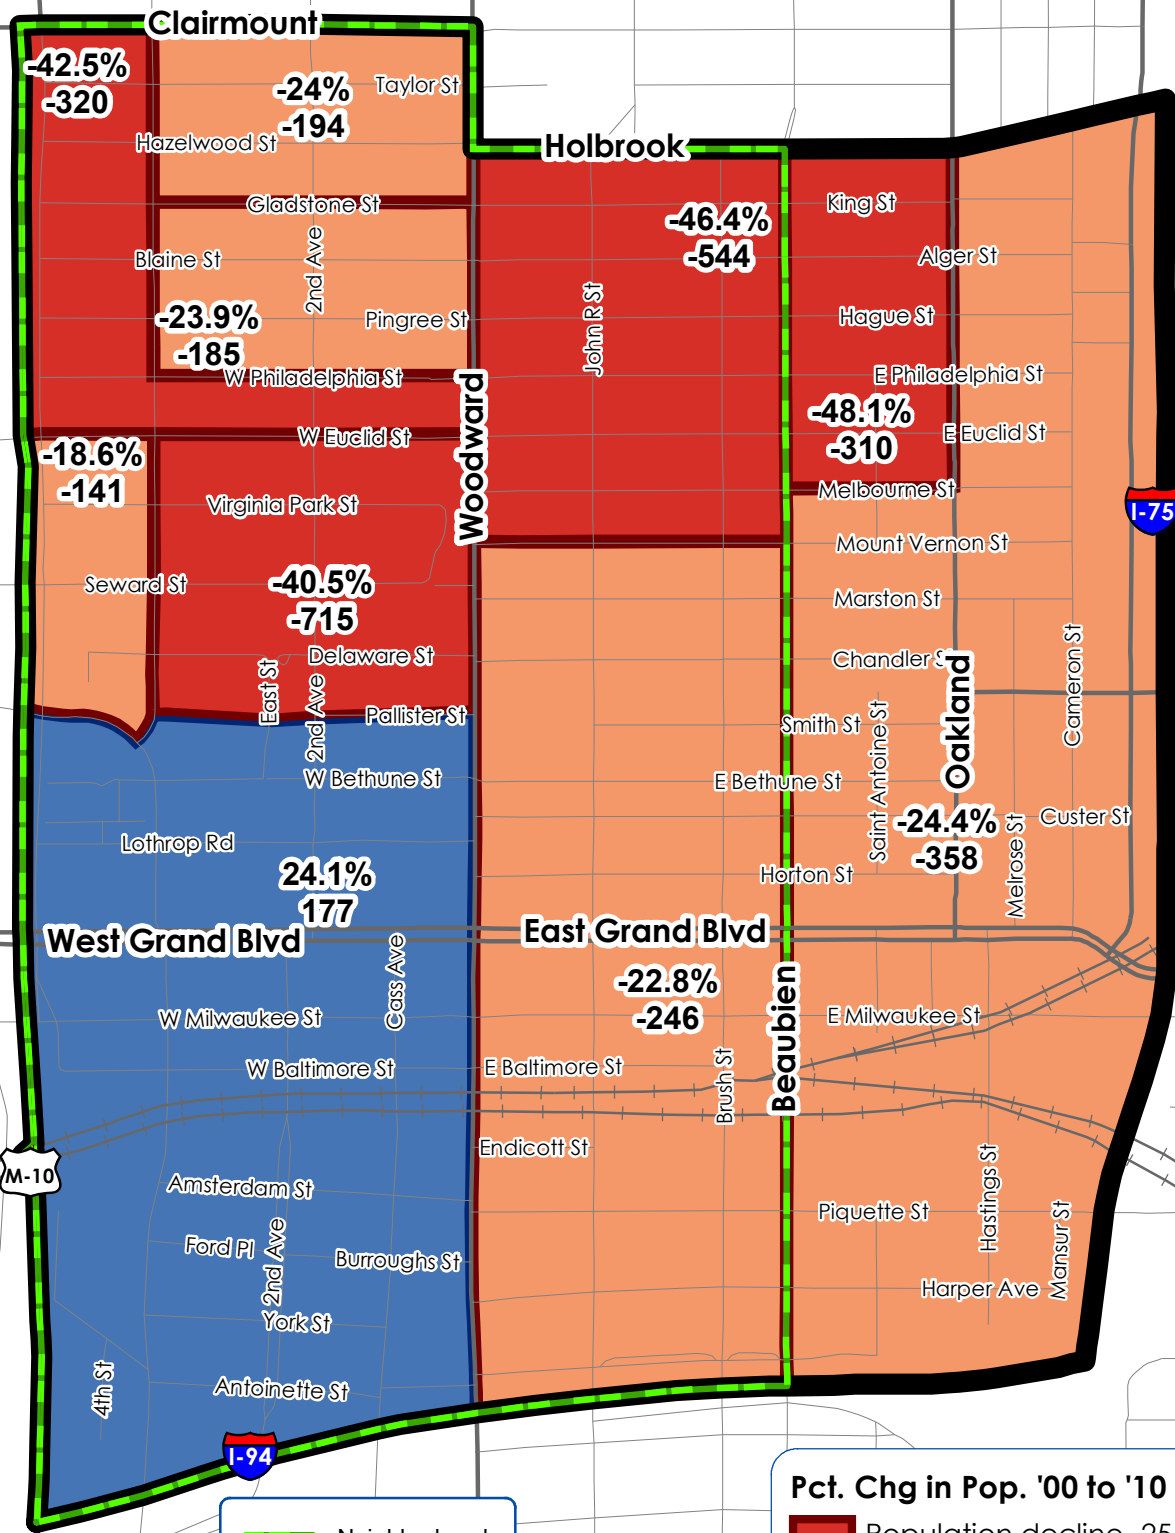 Clairmount
-42.5%
-320
-24%
-194
Taylor St
Hazelwood St
Holbrook
Gladstone St
King St
-46.4%
-544
Blaine St
2nd Ave
Alger St
-23.9%
-185
Pingree St
John R St
Hague St
W Philadelphia St
E Philadelphia St
Woodward
-48.1%
-310
W Euclid St
E Euclid St
-18.6%
-141
Virginia Park St
Melbourne St
I-75
Mount Vernon St
Seward St
-40.5%
-715
Marston St
Delaware St
Chandler S
East St
2nd Ave
Pallister St
Oakland
Cameron St
Smith St
Saint Antoine St
W Bethune St
E Bethune St
Lothrop Rd
-24.4%
-358
Melrose St
Custer St
24.1%
177
Horton St
West Grand Blvd
East Grand Blvd
Cass Ave
-22.8%
-246
Beaubien
W Milwaukee St
E Milwaukee St
W Baltimore St
E Baltimore St
Brush St
Endicott St
M-10
Amsterdam St
Piquette St
Hastings St
Mansur St
Ford Pl
2nd Ave
Burroughs St
Harper Ave
York St
4th St
Antoinette St
I-94
Pct. Chg in Pop. '00 to '10
Population decline -25